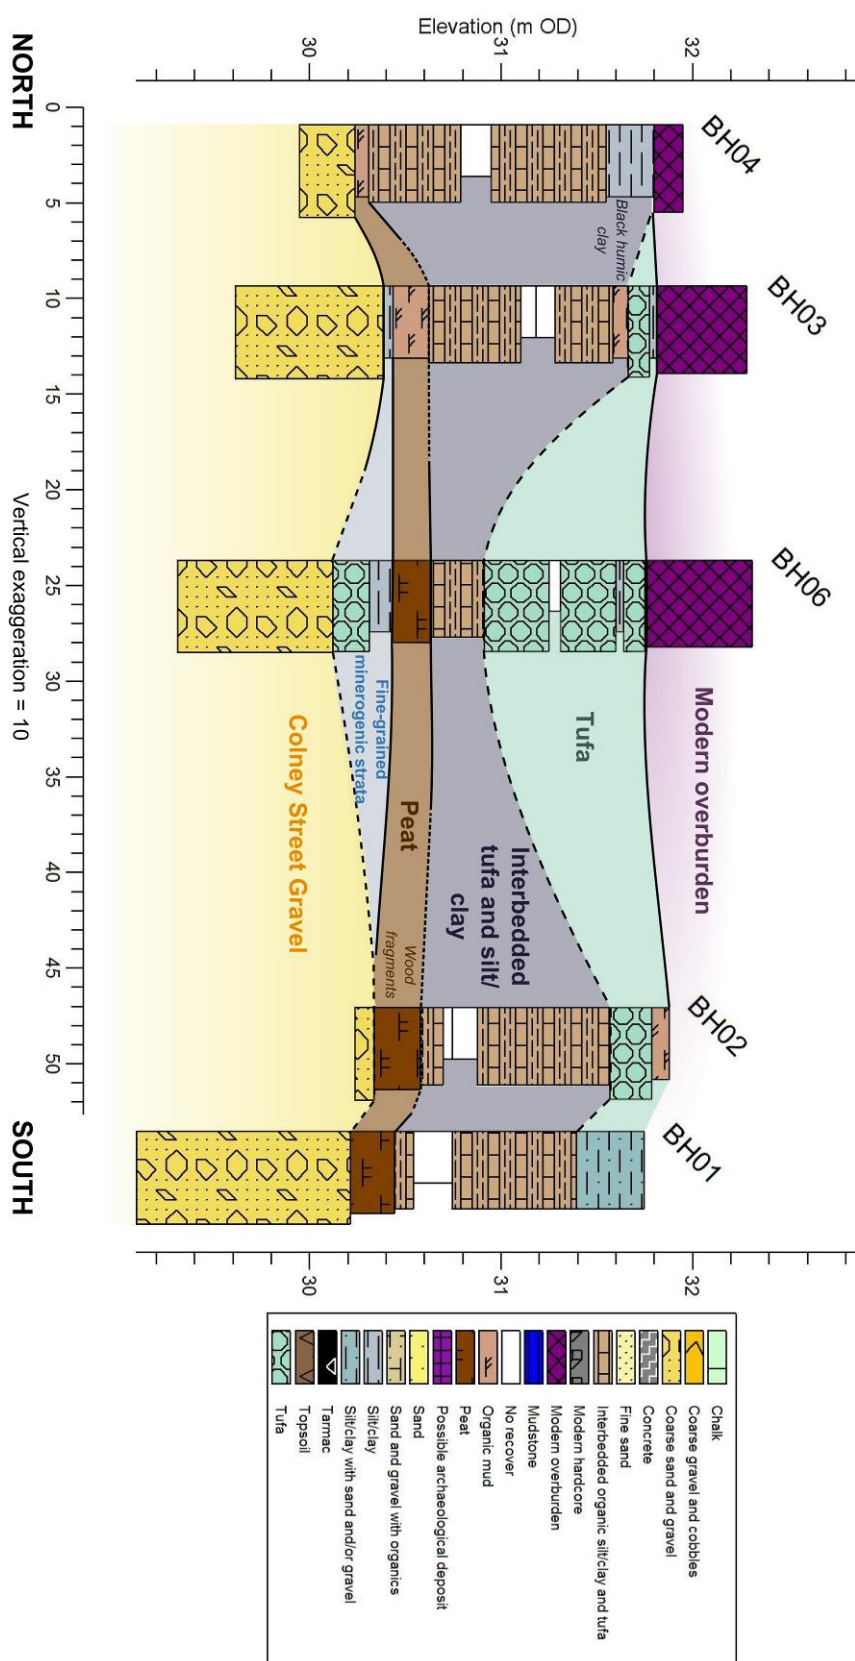 BH04
BH03
BH06
BH02
BH01
Elevation (m OD)
32
31
30
32
31
30
Modern overburden
Tufa
Black humic
clay
Interbedded
tufa and silt/
clay
Wood
fragments
Peat
Fine-grained
minerogenic strata
Colney Street Gravel
0
5
10
15
20
25
30
35
40
45
50
NORTH
Vertical exaggeration = 10
SOUTH
Chalk
Coarse gravel and cobbles
Coarse sand and gravel
Concrete
Fine sand
Interbedded organic silt/clay and tufa
Modern hardcore
Modern overburden
Mudstone
No recover
Organic mud
Peat
Possible archaeological deposit
Sand
Sand and gravel with organics
Silt/clay
Silt/clay with sand and/or gravel
Tarmac
Topsoil
Tufa